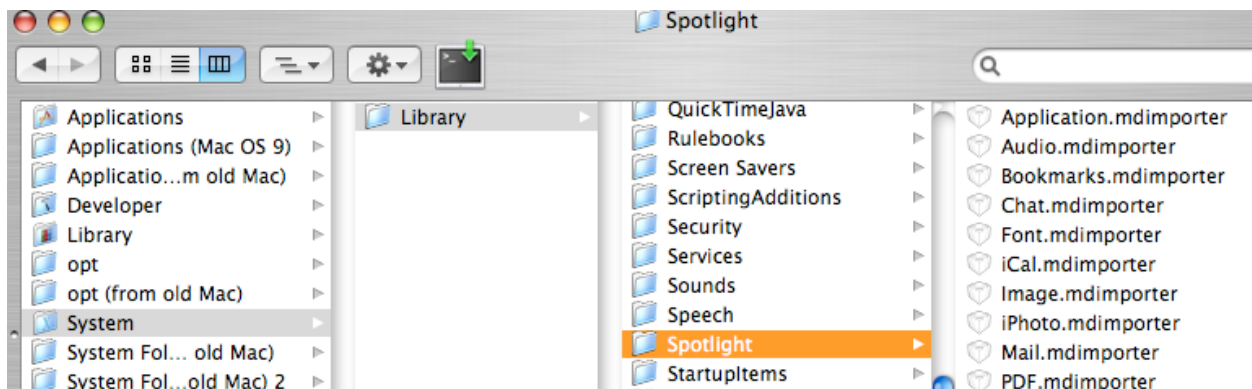 Spotlight
Applications
Applications (Mac OS 9)
Applicatio...m old Mac)
Developer
Library
opt
opt (from old Mac)
System
System Fol... old Mac)
System Fol...old Mac) 2
Library
QuickTimeJava
Rulebooks
Screen Savers
ScriptingAdditions
Security
Services
Sounds
Speech
Spotlight
StartupItems
Application.mdimporter
Audio.mdimporter
Bookmarks.mdimporter
Chat.mdimporter
Font.mdimporter
iCal.mdimporter
Image.mdimporter
iPhoto.mdimporter
Mail.mdimporter
PDF.mdimporter